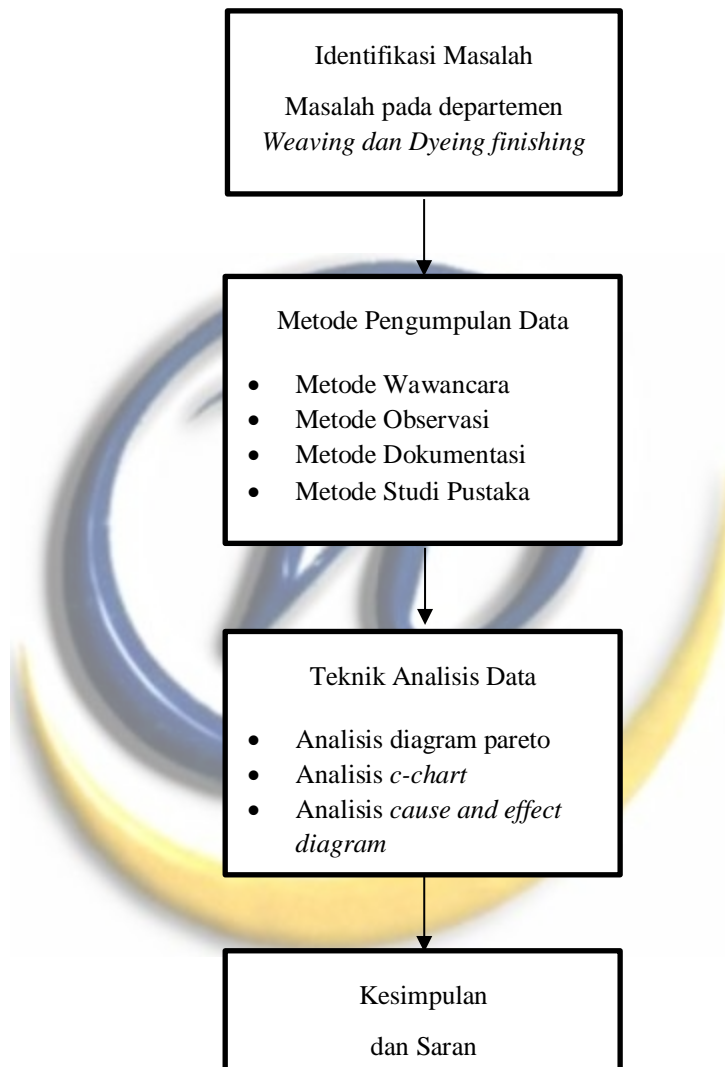 Identifikasi Masalah
Masalah pada departemen
Weaving dan Dyeing finishing
Metode Pengumpulan Data
• Metode Wawancara
• Metode Observasi
• Metode Dokumentasi
• Metode Studi Pustaka
Teknik Analisis Data
• Analisis diagram pareto
• Analisis c-chart
• Analisis cause and effect
diagram
Kesimpulan
dan Saran